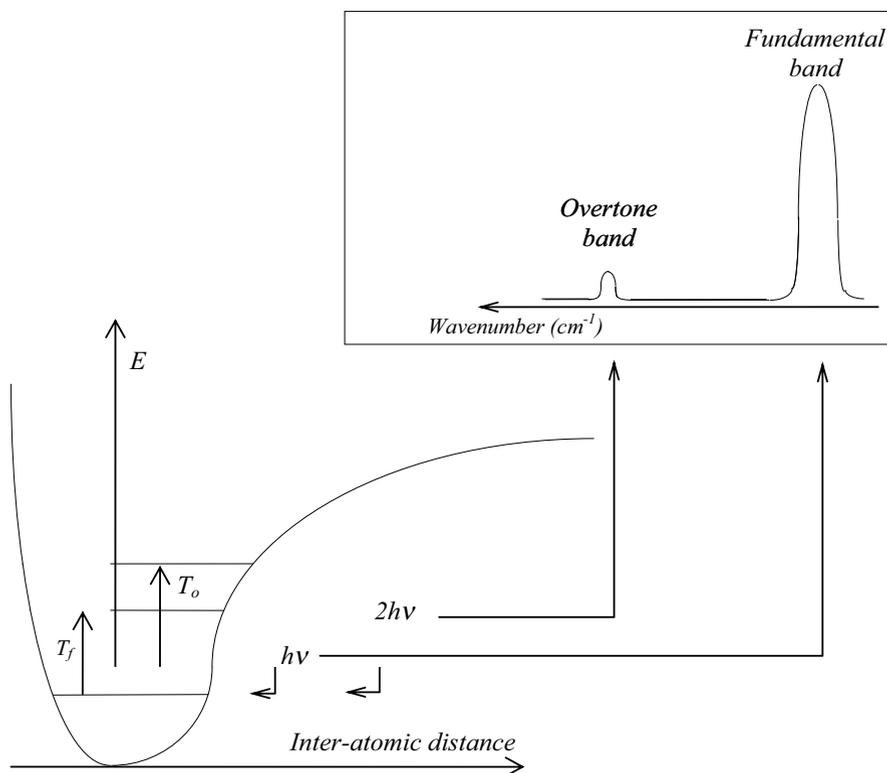 Fundamental
band
Overtone
band
Wavenumber (cm⁻¹)
E
Tₒ
2hν
T_f
hν
Inter-atomic distance